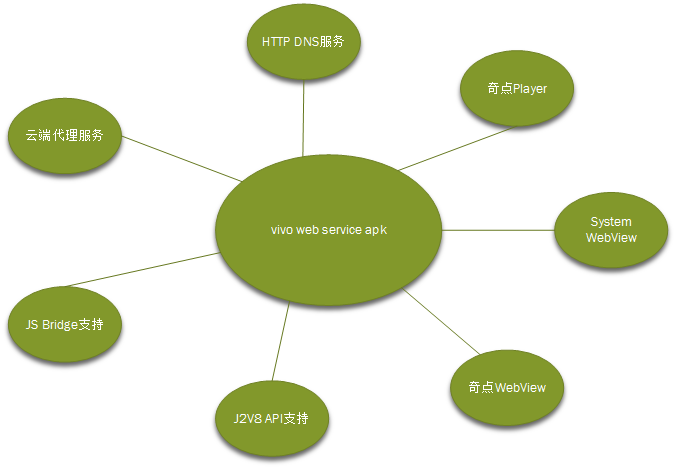 HTTP DNS服务
奇点Player
云端代理服务
System
WebView
vivo web service apk
JS Bridge支持
奇点WebView
J2V8 API支持